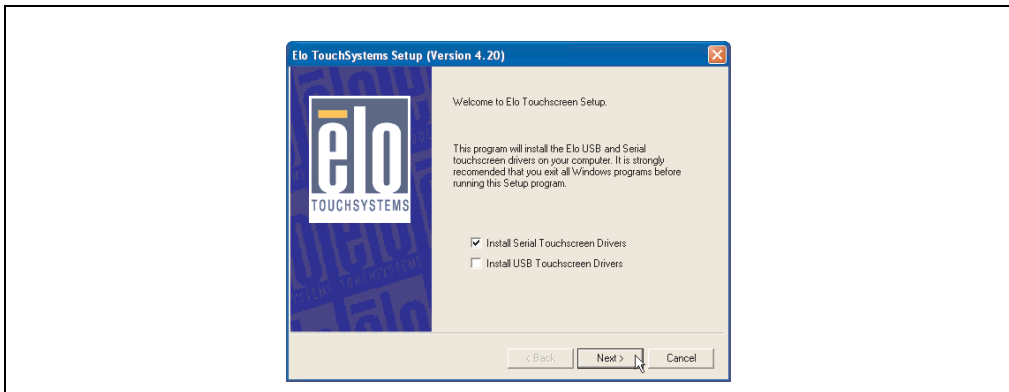 Elo TouchSystems Setup (Version 4.20)
elo
TOUCHSYSTEMS
Welcome to Elo Touchscreen Setup.
This program will install the Elo USB and Serial
touchscreen drivers on your computer. It is strongly
recomended that you exit all Windows programs before
running this Setup program.
Install Serial Touchscreen Drivers
Install USB Touchscreen Drivers
< Back
Next >
Cancel